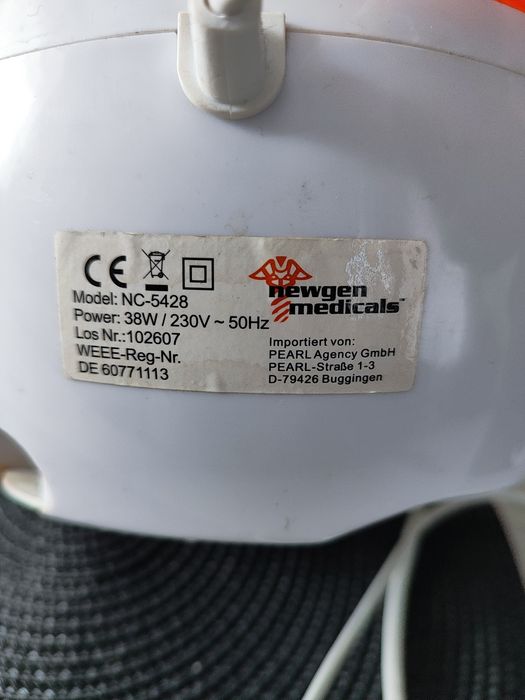 CE
Model: NC-5428
Power: 38W / 230V ~ 50Hz
Los Nr.:102607
WEEE-Reg-Nr.
DE 60771113
newgen
medicals™
Importiert von:
PEARL Agency GmbH
PEARL-Straße 1-3
D-79426 Buggingen